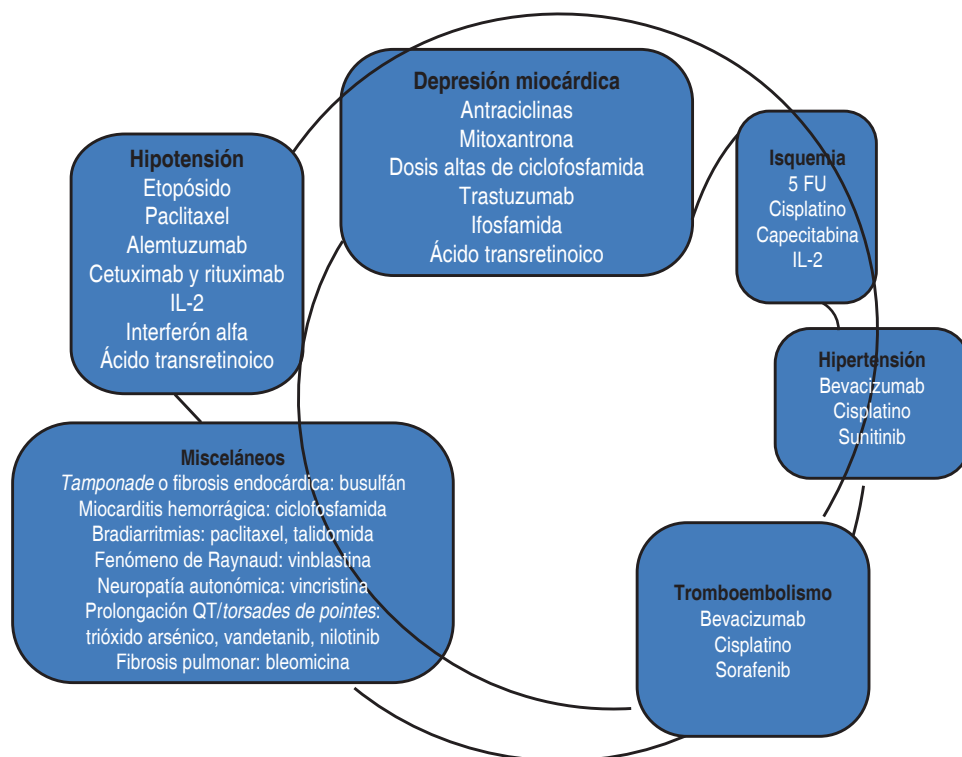 Depresión miocárdica
Antraciclinas
Mitoxantrona
Dosis altas de ciclofosfamida
Trastuzumab
Ifosfamida
Ácido transretinoico
Isquemia
5 FU
Cisplatino
Capecitabina
IL-2
Hipertensión
Bevacizumab
Cisplatino
Sunitinib
Tromboembolismo
Bevacizumab
Cisplatino
Sorafenib
Misceláneos
Tamponade o fibrosis endocárdica: busulfán
Miocarditis hemorrágica: ciclofosfamida
Bradiarritmias: paclitaxel, talidomida
Fenómeno de Raynaud: vinblastina
Neuropatía autonómica: vincristina
Prolongación QT/torsades de pointes:
trióxido arsénico, vandetanib, nilotinib
Fibrosis pulmonar: bleomicina
Hipotensión
Etopósido
Paclitaxel
Alemtuzumab
Cetuximab y rituximab
IL-2
Interferón alfa
Ácido transretinoico